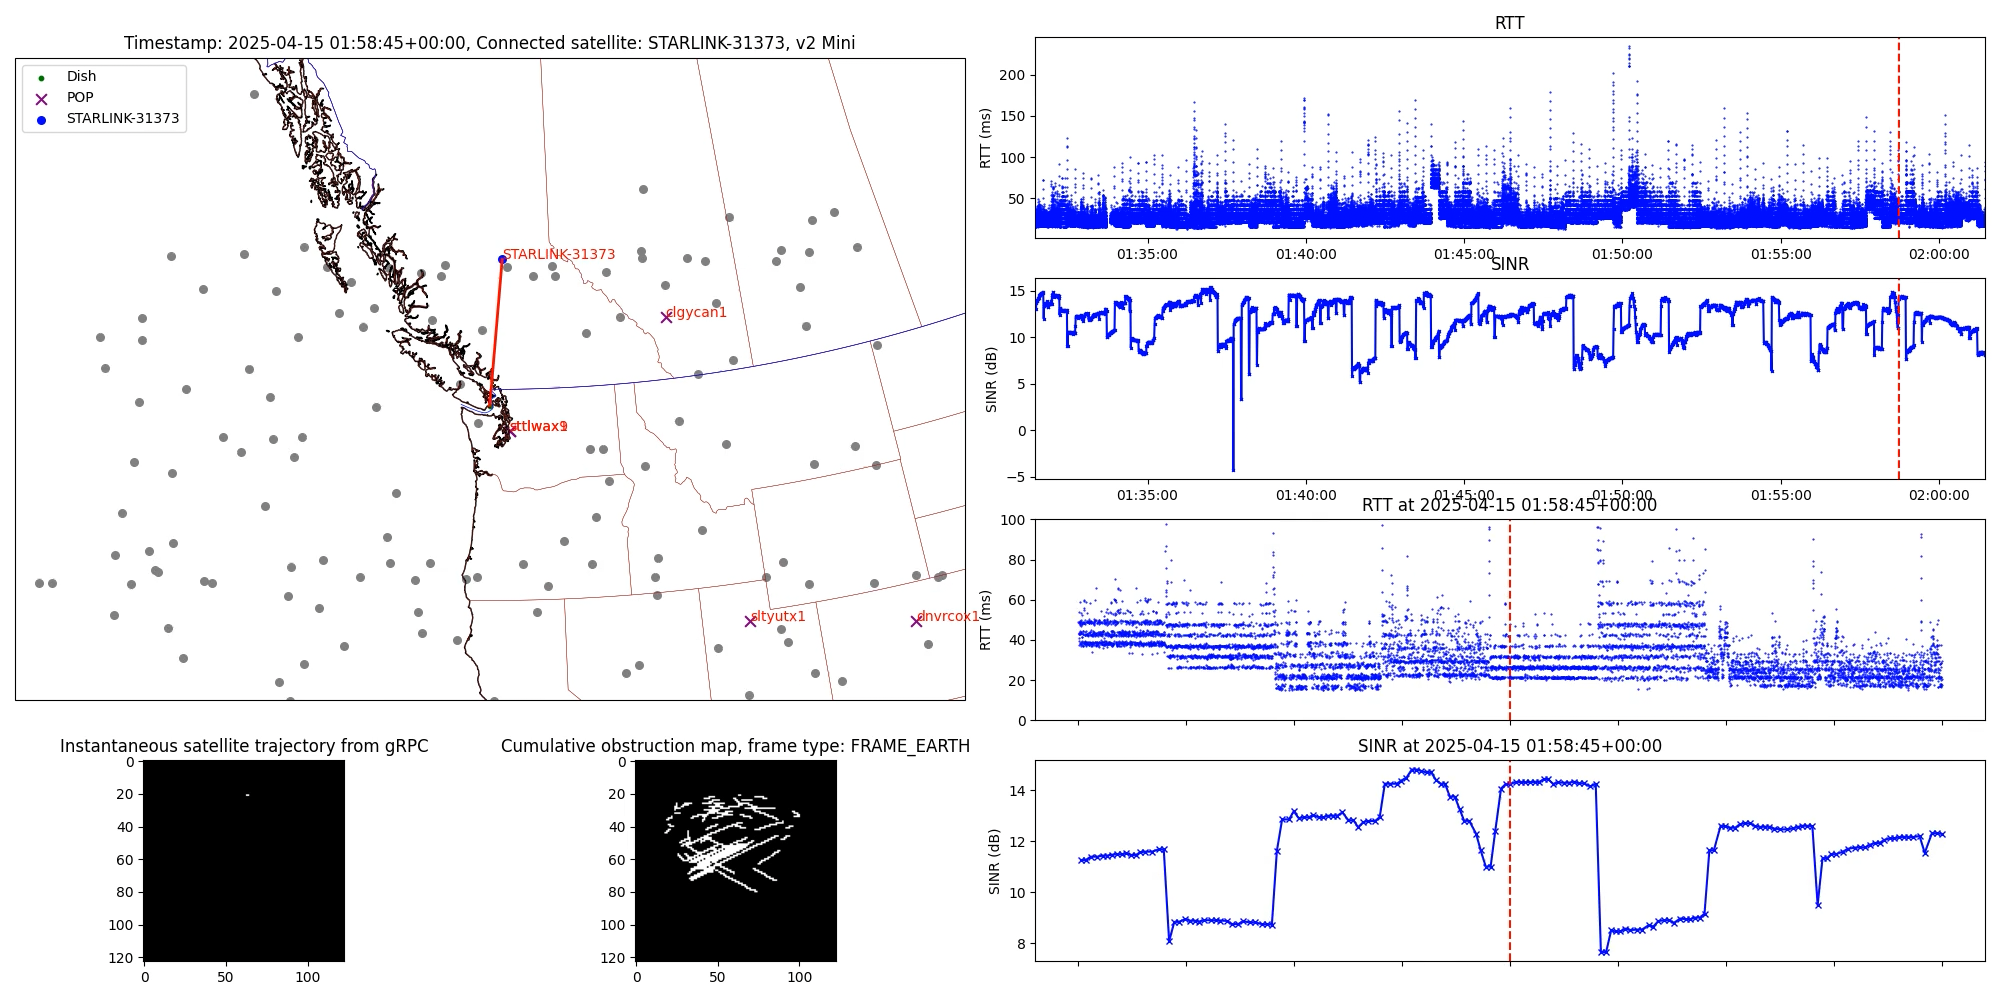 Timestamp: 2025-04-15 01:58:45+00:00, Connected satellite: STARLINK-31373, v2 Mini
Dish
POP
STARLINK-31373
STARLINK-31373
clgycan1
sttlwax9
sltyutx1
dnvrcox1
RTT
RTT (ms)
200
150
100
50
01:35:00 01:40:00 01:45:00 01:50:00 01:55:00 02:00:00
SINR
SINR (dB)
15
10
5
0
−5
01:35:00 01:40:00 01:45:00 01:50:00 01:55:00 02:00:00
RTT at 2025-04-15 01:58:45+00:00
RTT (ms)
100
80
60
40
20
0
Instantaneous satellite trajectory from gRPC
0
20
40
60
80
100
120
0 50 100
Cumulative obstruction map, frame type: FRAME_EARTH
0
20
40
60
80
100
120
0 50 100
SINR at 2025-04-15 01:58:45+00:00
SINR (dB)
14
12
10
8